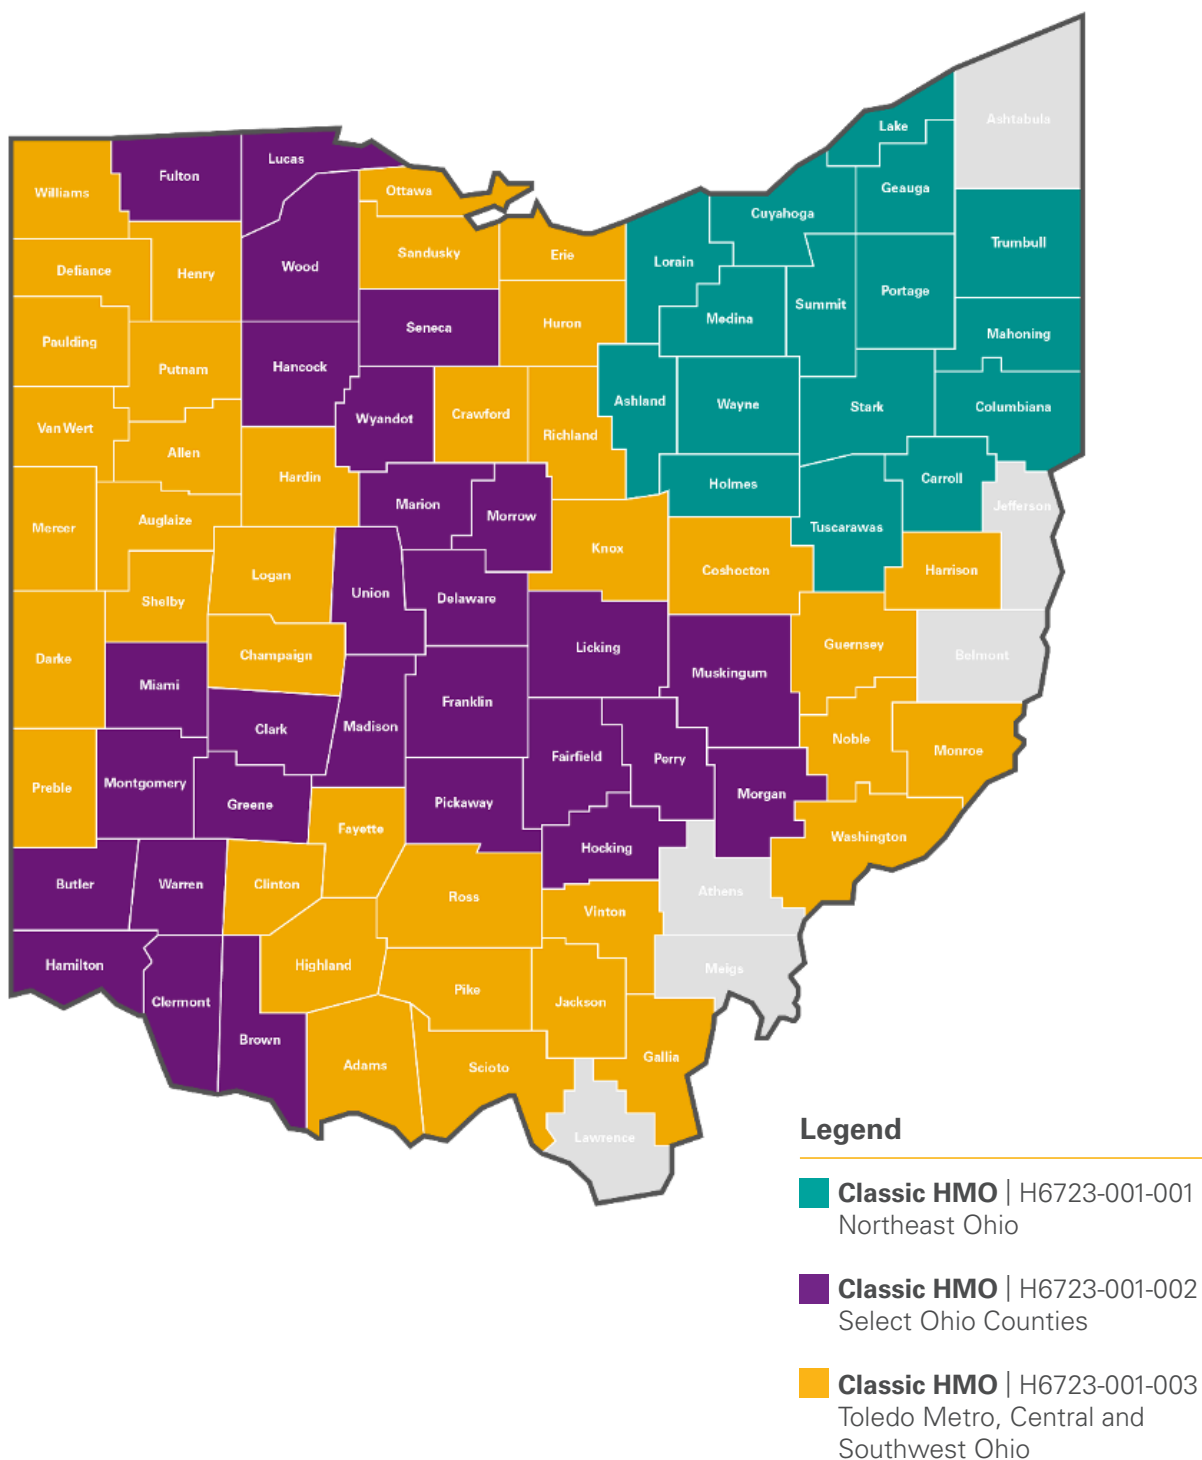 Ashtabula
Lake
Lucas
Fulton
Geauga
Ottawa
Williams
Cuyahoga
Trumbull
Sandusky
Erie
Lorain
Wood
Defiance
Henry
Portage
Summit
Medina
Huron
Seneca
Mahoning
Paulding
Hancock
Putnam
Ashland
Wayne
Stark
Columbiana
Crawford
Wyandot
Van Wert
Richland
Allen
Hardin
Carroll
Holmes
Marion
Jefferson
Morrow
Auglaize
Mercer
Tuscarawas
Knox
Coshocton
Harrison
Logan
Union
Delaware
Shelby
Guernsey
Licking
Champaign
Belmont
Darke
Muskingum
Miami
Franklin
Madison
Clark
Noble
Monroe
Fairfield
Perry
Montgomery
Preble
Morgan
Greene
Pickaway
Fayette
Washington
Hocking
Butler
Warren
Clinton
Athens
Ross
Vinton
Hamilton
Highland
Meigs
Pike
Clermont
Jackson
Brown
Gallia
Adams
Scioto
Lawrence
Legend
Classic HMO | H6723-001-001
Northeast Ohio
Classic HMO | H6723-001-002
Select Ohio Counties
Classic HMO | H6723-001-003
Toledo Metro, Central and
Southwest Ohio